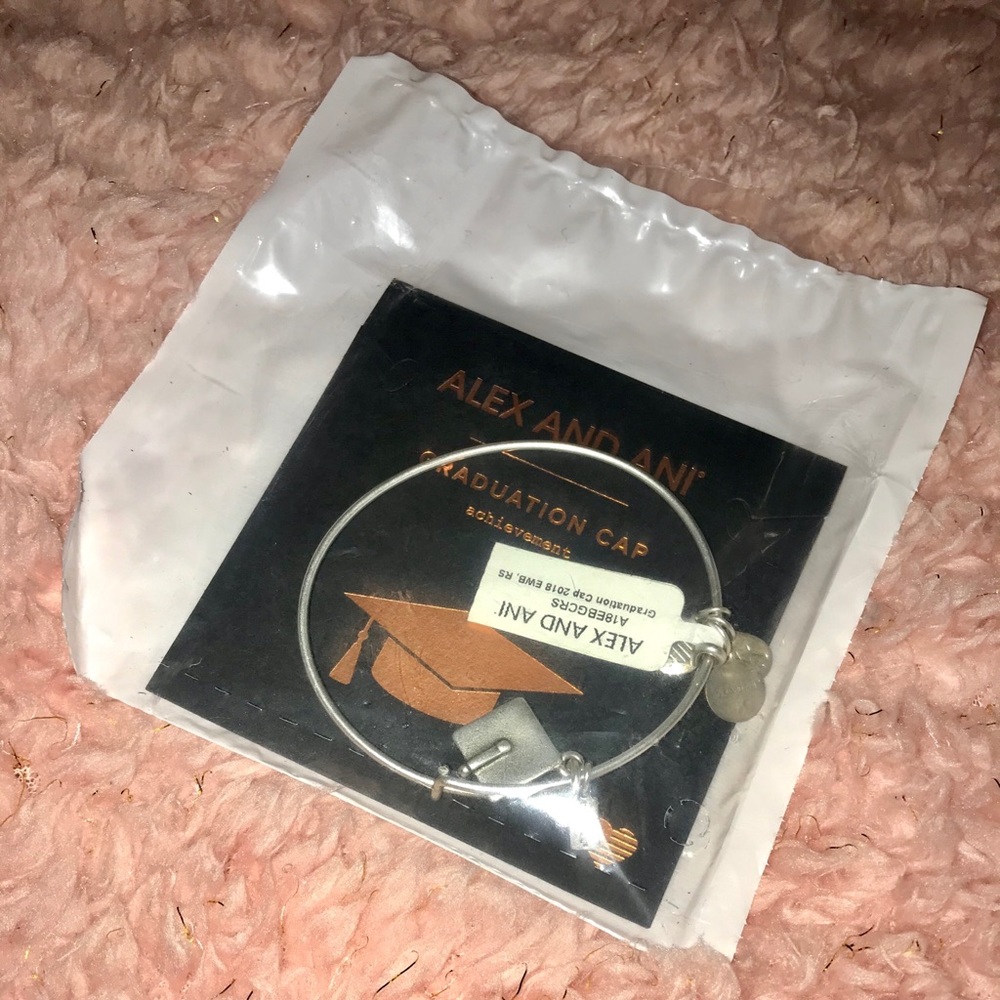 ALEX AND ANI
GRADUATION CAP
achievement
ALEX AND ANI
A18EBGCRS
Graduation Cap 2018 EWB, RS